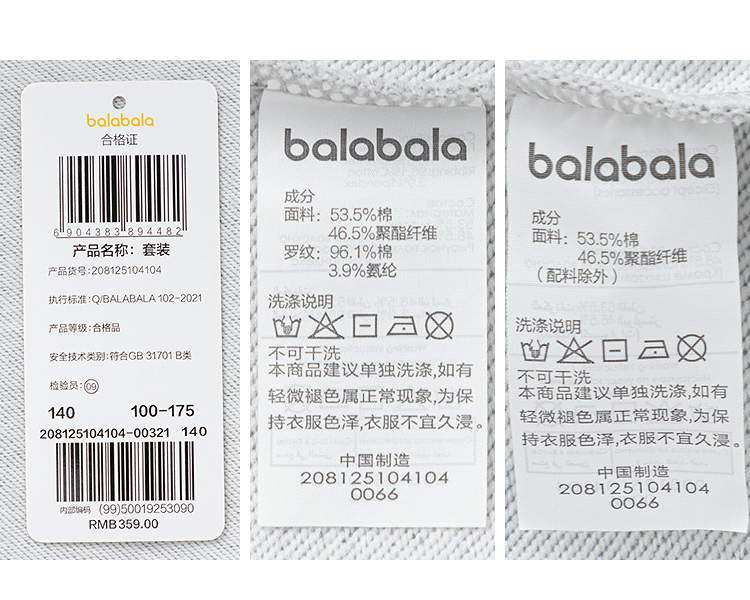 balabala
合格证
6 904383 894482
产品名称：套装
产品货号:208125104104
执行标准:Q/BALABALA 102-2021
产品等级:合格品
安全技术类别:符合GB 31701 B类
检验员:09
140 100-175
208125104104-00321 140
内部编码 (99)50019253090
RMB359.00
balabala
成分
面料：53.5%棉
46.5%聚酯纤维
罗纹：96.1%棉
3.9%氨纶
洗涤说明
不可干洗
本商品建议单独洗涤,如有
轻微褪色属正常现象,为保
持衣服色泽,衣服不宜久浸。
中国制造
208125104104
0066
balabala
成分
面料：53.5%棉
46.5%聚酯纤维
（配料除外）
洗涤说明
不可干洗
本商品建议单独洗涤,如有
轻微褪色属正常现象,为保
持衣服色泽,衣服不宜久浸。
中国制造
208125104104
0066